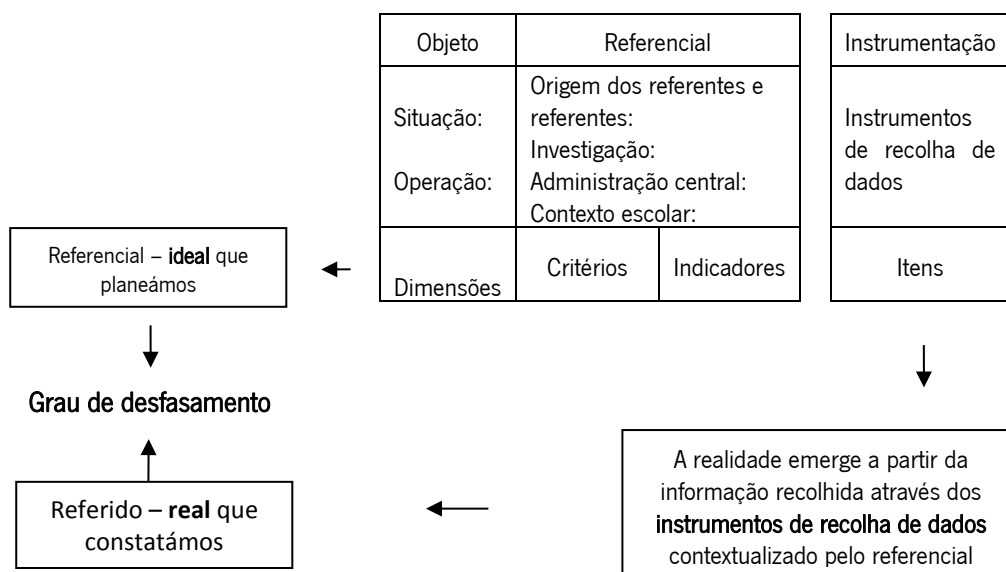 Objeto
Referencial
Instrumentação
Situação:
Operação:
Origem dos referentes e
referentes:
Investigação:
Administração central:
Contexto escolar:
Instrumentos
de recolha de
dados
Dimensões
Critérios
Indicadores
Itens
Referencial – ideal que
planeámos
Grau de desfasamento
Referido – real que
constatámos
A realidade emerge a partir da
informação recolhida através dos
instrumentos de recolha de dados
contextualizado pelo referencial